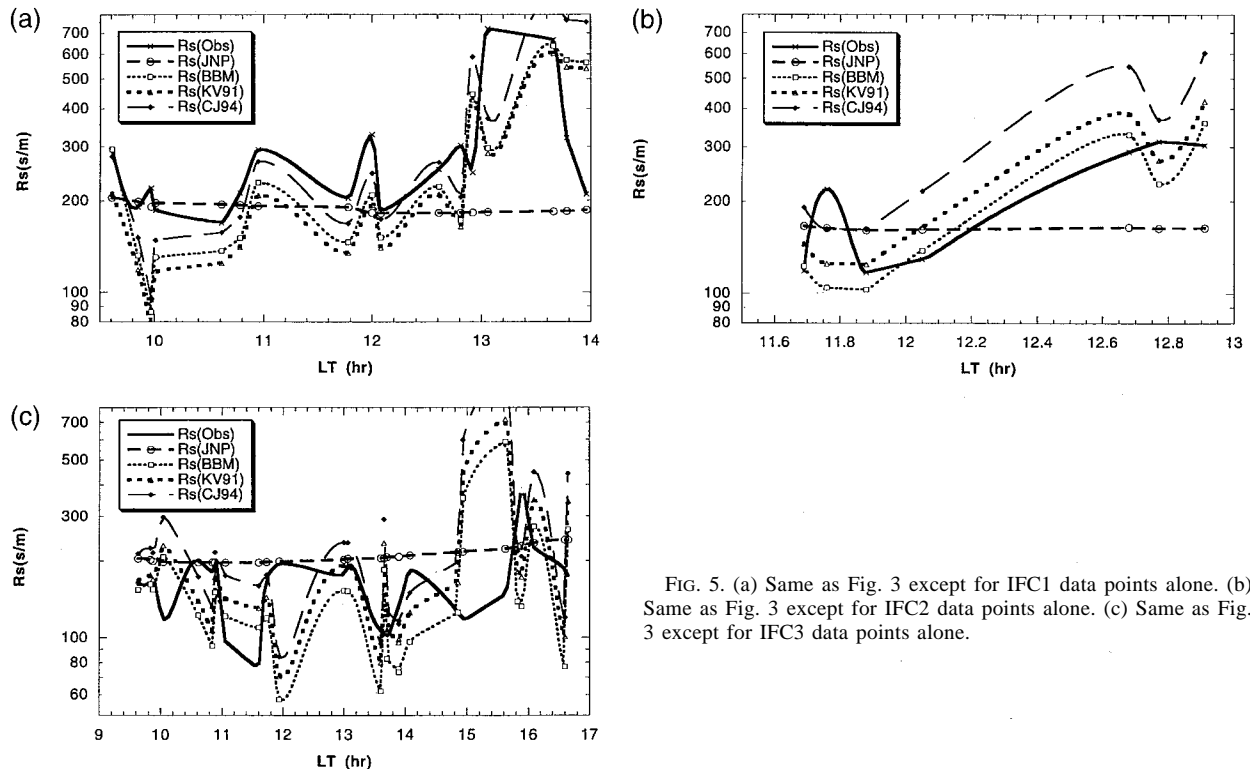 (a)
700
500
400
300
200
100
90
80
Rs(s/m)
Rs(Obs)
Rs(JNP)
Rs(BBM)
Rs(KV91)
Rs(CJ94)
10 11 12 13 14
LT (hr)
(b)
700
500
400
300
200
100
90
80
Rs(s/m)
Rs(Obs)
Rs(JNP)
Rs(BBM)
Rs(KV91)
Rs(CJ94)
11.6 11.8 12 12.2 12.4 12.6 12.8 13
LT (hr)
(c)
700
500
300
100
80
60
Rs(s/m)
Rs(Obs)
Rs(JNP)
Rs(BBM)
Rs(KV91)
Rs(CJ94)
9 10 11 12 13 14 15 16 17
LT (hr)
FIG. 5. (a) Same as Fig. 3 except for IFC1 data points alone. (b)
Same as Fig. 3 except for IFC2 data points alone. (c) Same as Fig.
3 except for IFC3 data points alone.